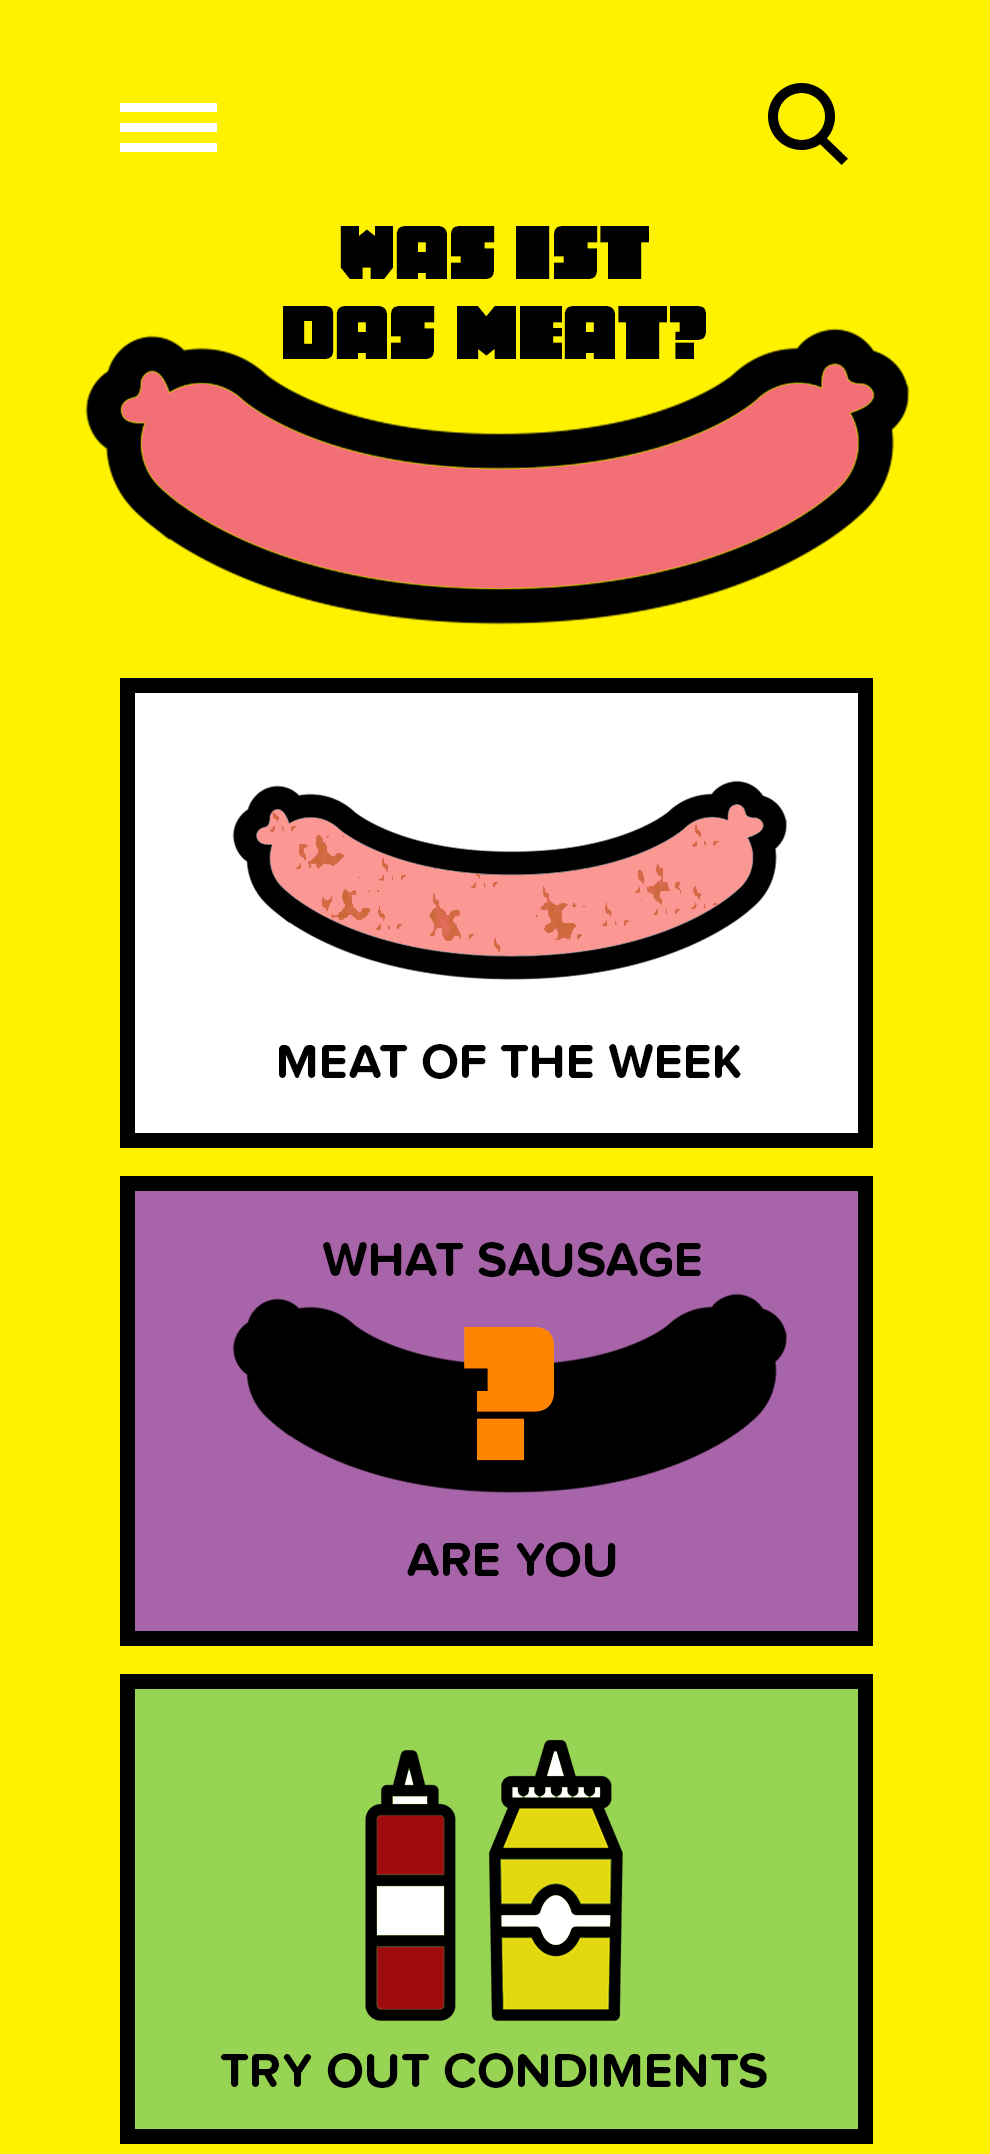 WAS IST
DAS MEAT?
MEAT OF THE WEEK
WHAT SAUSAGE
?
ARE YOU
TRY OUT CONDIMENTS